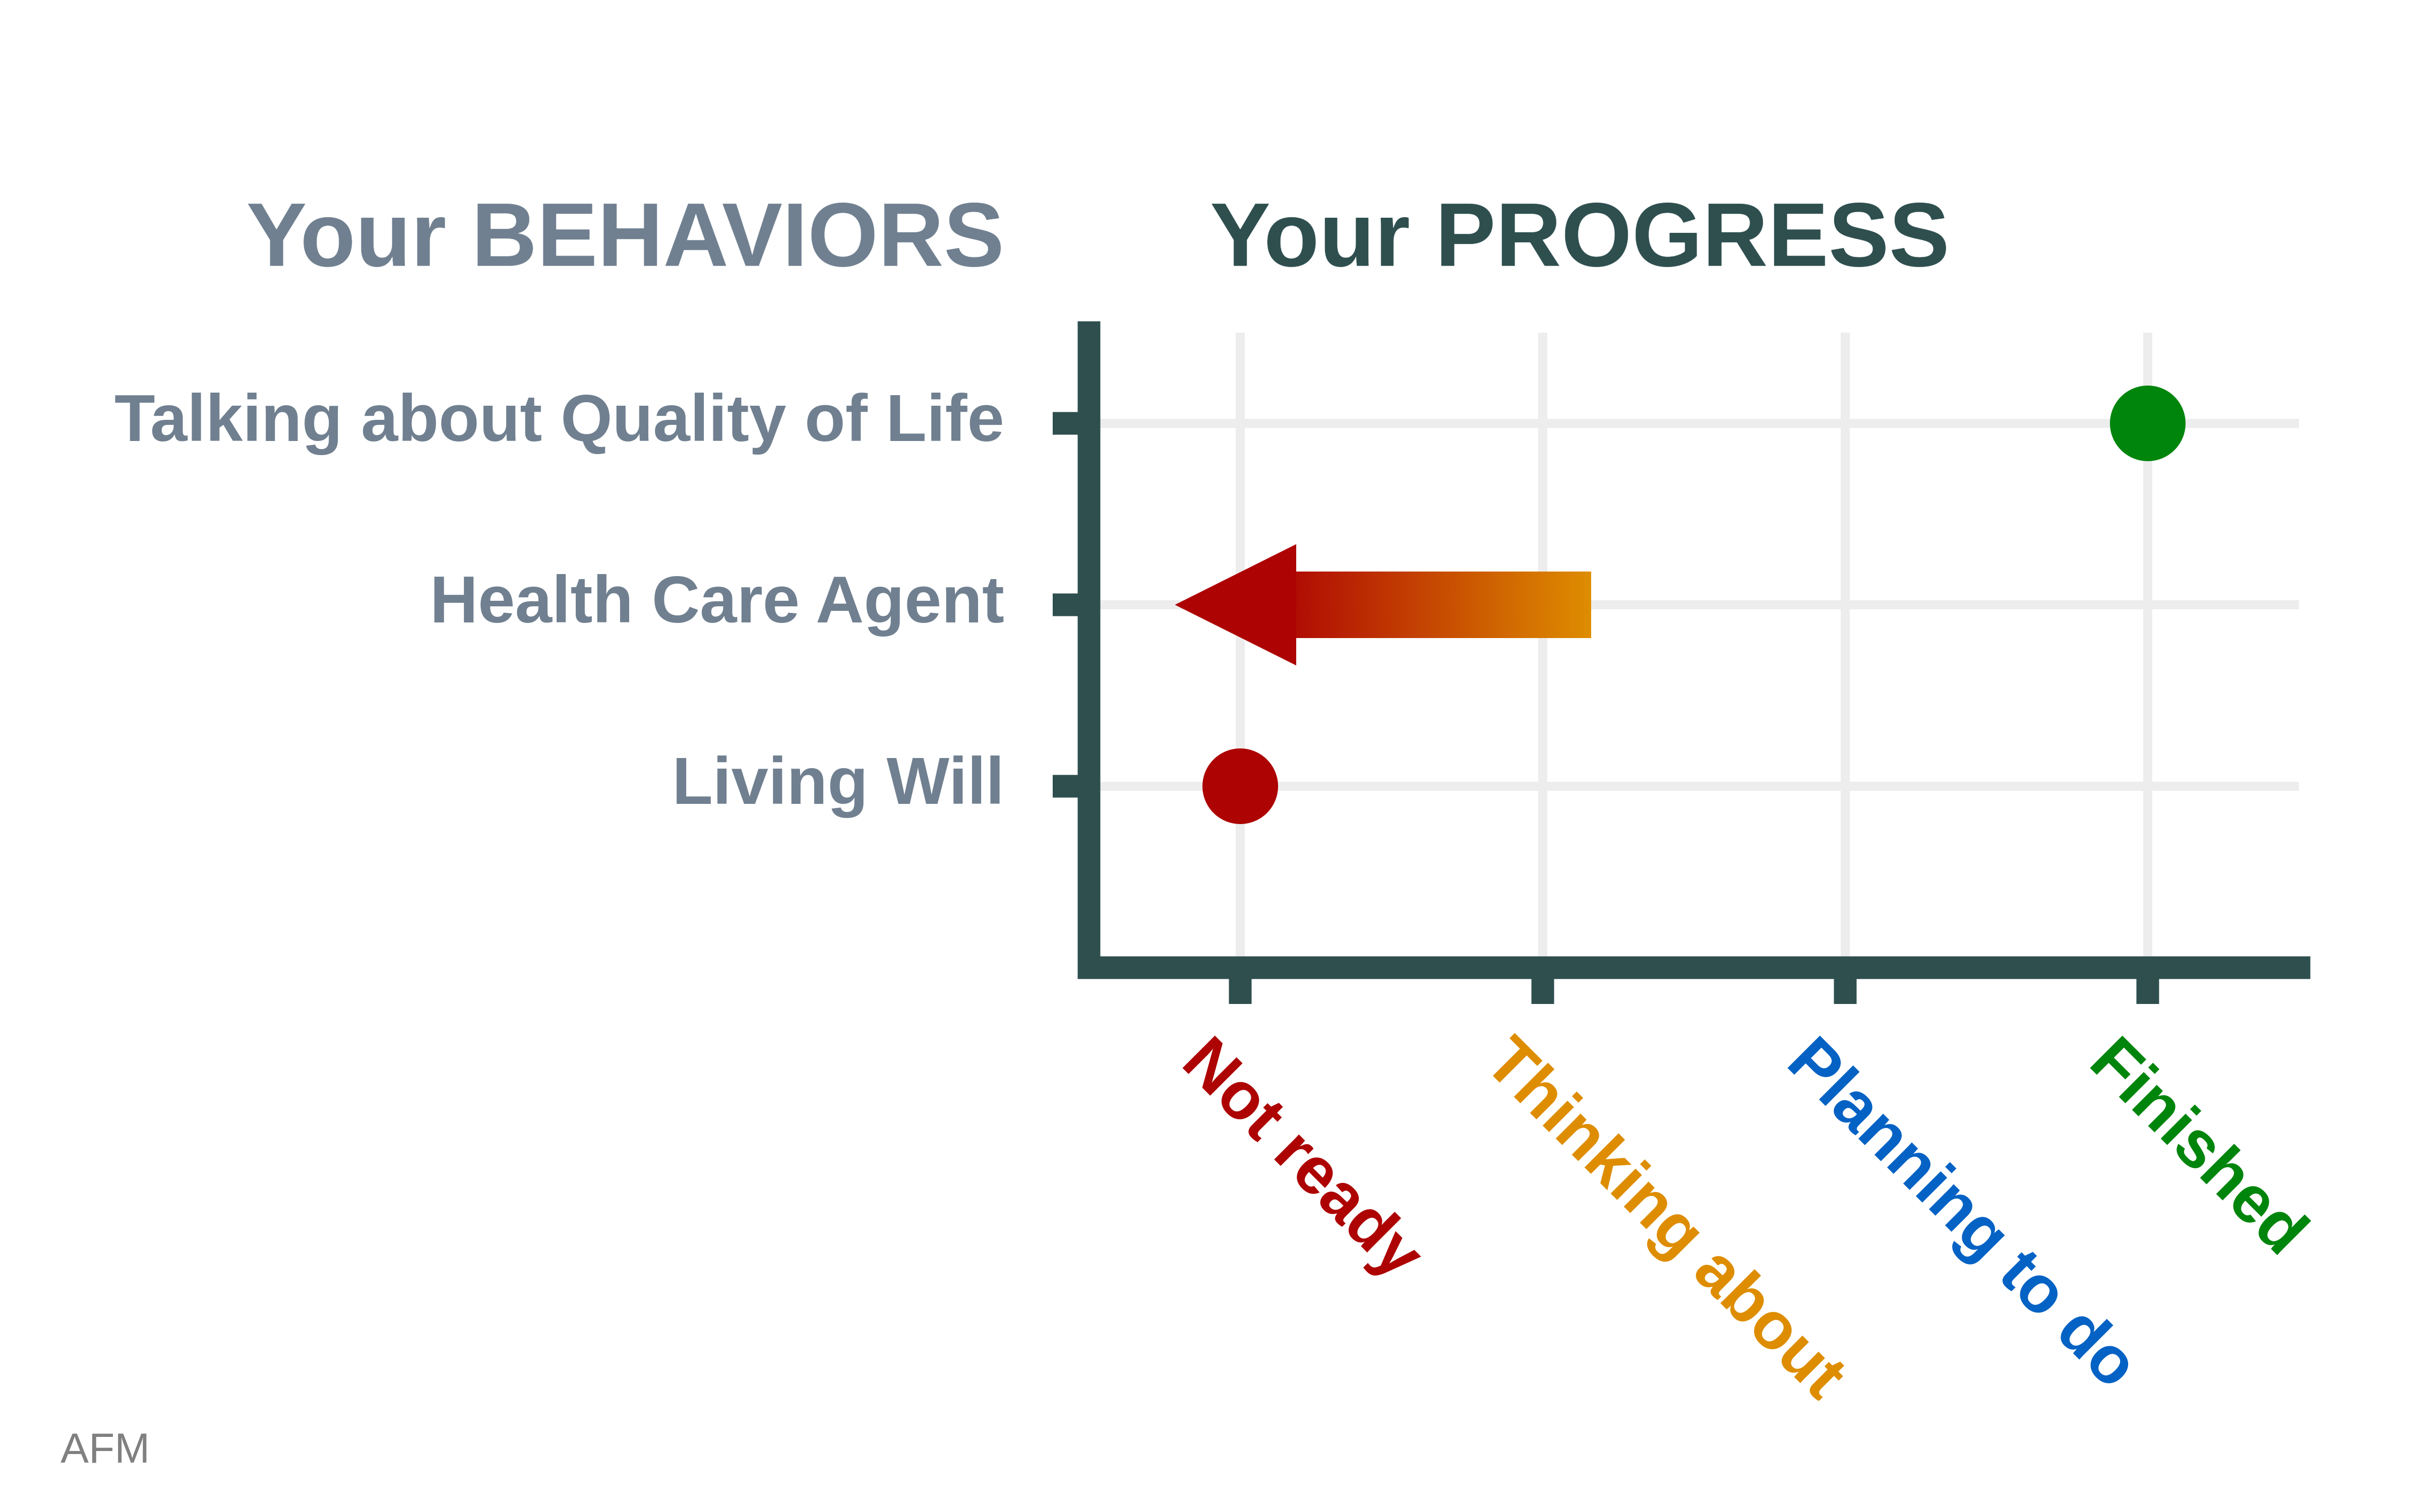 Your BEHAVIORS
Your PROGRESS
Talking about Quality of Life
Health Care Agent
Living Will
Not ready
Thinking about
Planning to do
Finished
AFM